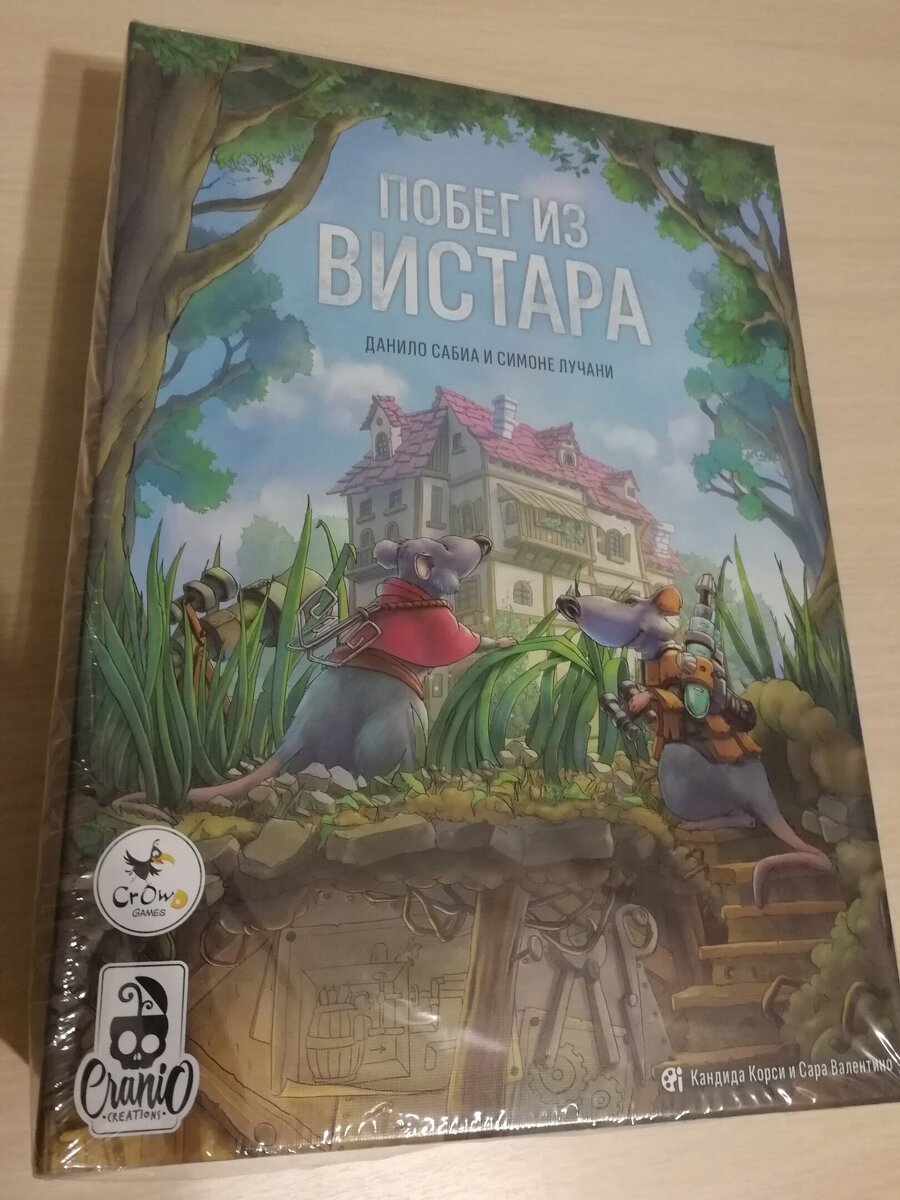 ПОБЕГ ИЗ
ВИСТАРА
ДАНИЛО САБИА И СИМОНЕ ЛУЧАНИ
CrOwD
GAMES
CraniO
CREATIONS
Кандида Корси и Сара Валентино